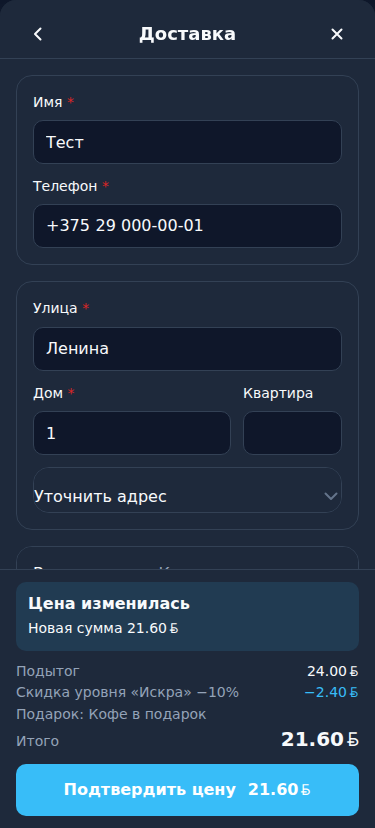 Доставка
Имя *
Тест
Телефон *
+375 29 000-00-01
Улица *
Ленина
Дом *
Квартира
1
Уточнить адрес
Цена изменилась
Новая сумма 21.60 Ƃ
Подытог 24.00 Ƃ
Скидка уровня «Искра» −10% −2.40 Ƃ
Подарок: Кофе в подарок
Итого 21.60 Ƃ
Подтвердить цену 21.60 Ƃ